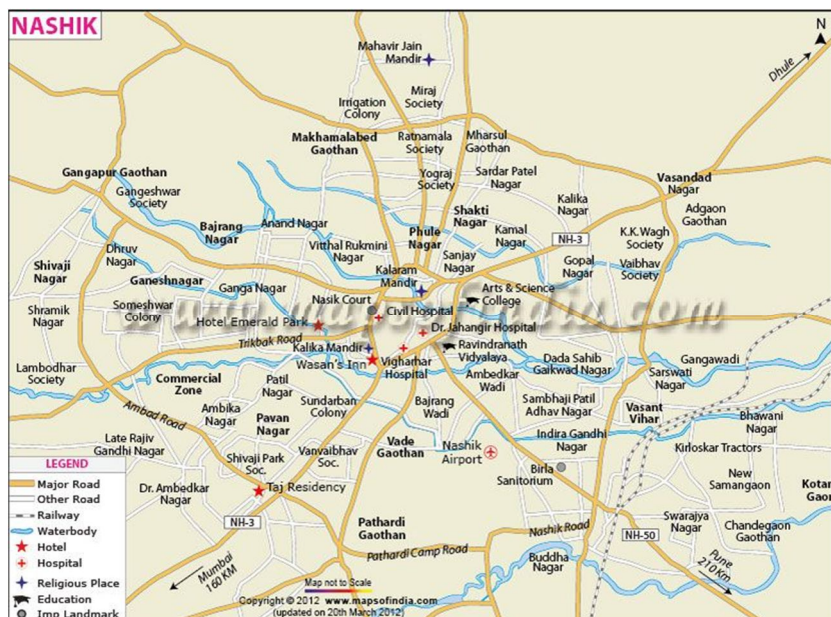 NASHIK
N
Dhule
Mahavir Jain
Mandir
Miraj
Society
Irrigation
Colony
Makhamalabed
Gaothan
Ratnamala
Society
Mharsul
Gaothan
Gangapur Gaothan
Gangeshwar
Society
Yograj
Society
Sardar Patel
Nagar
Vasandad
Nagar
Kalika
Nagar
Adgaon
Gaothan
Shakti
Nagar
Bajrang
Nagar
Anand Nagar
Phule
Nagar
Kamal
Nagar
NH-3
K.K.Wagh
Society
Dhruv
Nagar
Vitthal Rukmini
Nagar
Sanjay
Nagar
Gopal
Nagar
Vaibhav
Society
Shivaji
Nagar
Ganeshnagar
Ganga Nagar
Kalaram
Mandir
Arts & Science
College
Nasik Court
Civil Hospital
Shramik
Nagar
Someshwar
Colony
www.mapsofindia.com
Hotel Emerald Park
Dr. Jahangir Hospital
Trikbak Road
Kalika Mandir
Ravindranath
Vidyalaya
Wasan's Inn
Vigharhar
Hospital
Dada Sahib
Gaikwad Nagar
Gangawadi
Lambodhar
Society
Commercial
Zone
Patil
Nagar
Ambedkar
Wadi
Sarswati
Nagar
Ambad Road
Ambika
Nagar
Sundarban
Colony
Bajrang
Wadi
Sambhaji Patil
Adhav Nagar
Vasant
Vihar
Bhawani
Nagar
Pavan
Nagar
Late Rajiv
Gandhi Nagar
Vade
Gaothan
Indira Gandhi
Nagar
Kirloskar Tractors
Shivaji Park
Soc.
Vanvaibhav
Soc.
Nashik
Airport
Birla
Sanitorium
New
Samangaon
Dr. Ambedkar
Nagar
Taj Residency
Kotan
Gaon
NH-3
Pathardi
Gaothan
Nashik Road
Swarajya
Nagar
Chandegaon
Gaothan
NH-50
Pathardi Camp Road
Buddha
Nagar
Mumbai
160 KM
Pune
210 Km
LEGEND
Major Road
Other Road
Railway
Waterbody
Hotel
Hospital
Religious Place
Education
Imp Landmark
Map not to Scale
Copyright © 2012 www.mapsofindia.com
(updated on 20th March 2012)